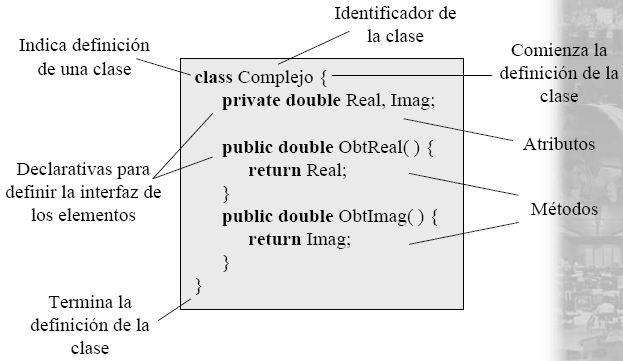 Identificador de
la clase
Indica definición
de una clase
Comienza la
definición de la
clase
class Complejo {
private double Real, Imag;
Atributos
public double ObtReal( ) {
return Real;
}
Declarativas para
definir la interfaz de
los elementos
Métodos
public double ObtImag( ) {
return Imag;
}
}
Termina la
definición de la
clase